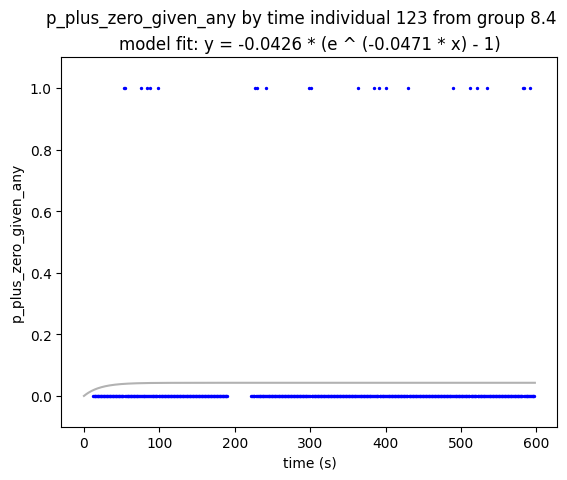 p_plus_zero_given_any by time individual 123 from group 8.4
model fit: y = -0.0426 * (e ^ (-0.0471 * x) - 1)
1.0
0.8
0.6
0.4
0.2
0.0
p_plus_zero_given_any
0 100 200 300 400 500 600
time (s)